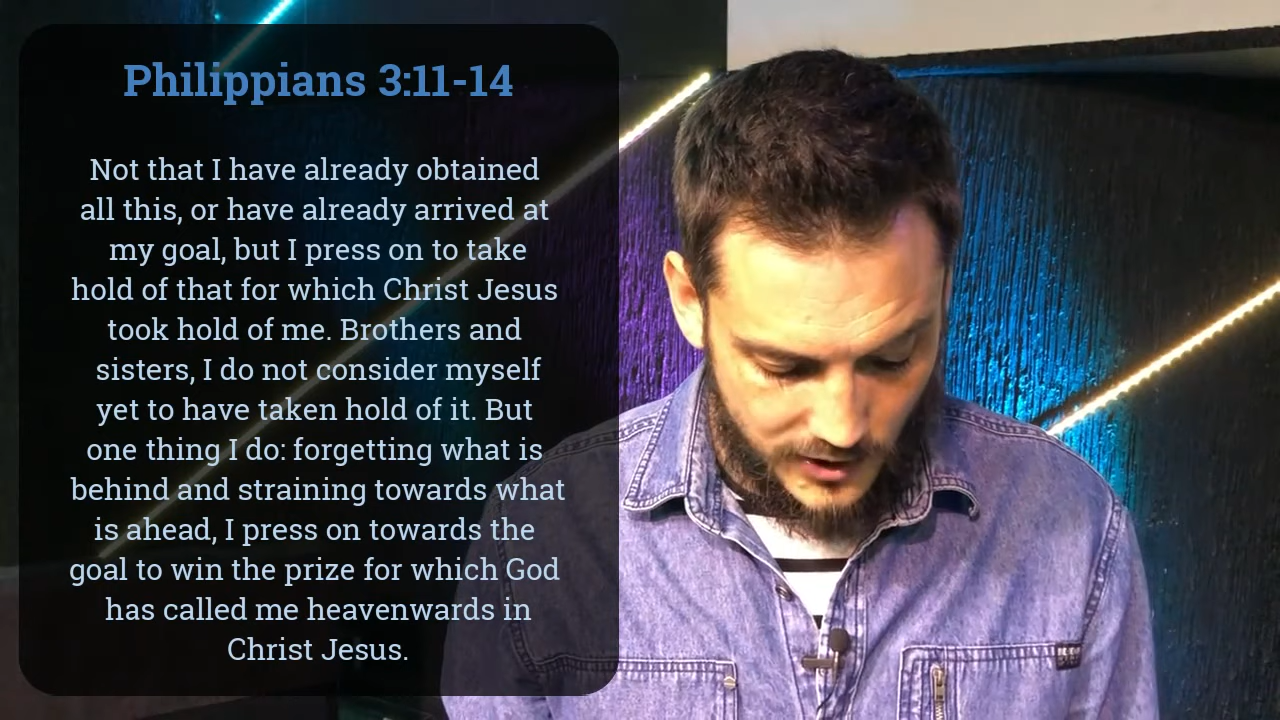 Philippians 3:11-14
Not that I have already obtained
all this, or have already arrived at
my goal, but I press on to take
hold of that for which Christ Jesus
took hold of me. Brothers and
sisters, I do not consider myself
yet to have taken hold of it. But
one thing I do: forgetting what is
behind and straining towards what
is ahead, I press on towards the
goal to win the prize for which God
has called me heavenwards in
Christ Jesus.